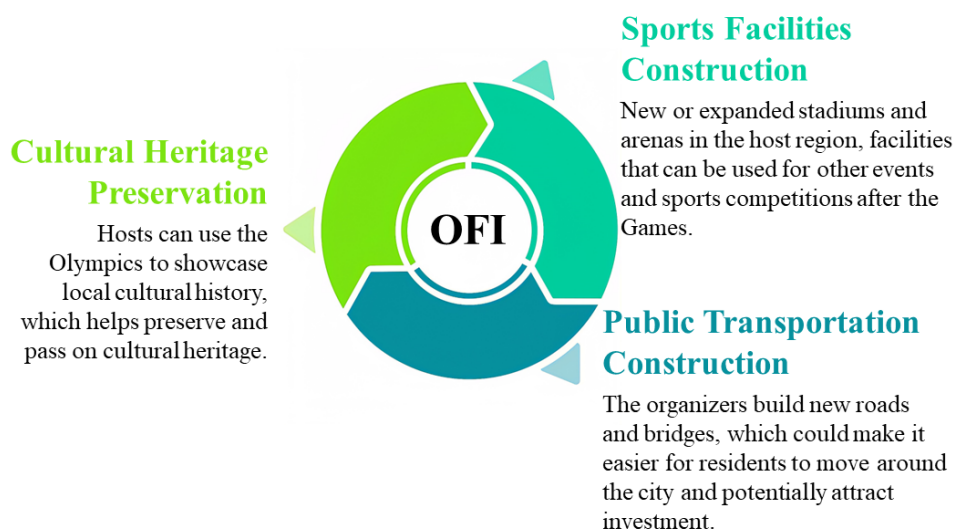 Sports Facilities
Construction
New or expanded stadiums and
arenas in the host region, facilities
that can be used for other events
and sports competitions after the
Games.
Cultural Heritage
Preservation
Hosts can use the
Olympics to showcase
local cultural history,
which helps preserve and
pass on cultural heritage.
OFI
Public Transportation
Construction
The organizers build new roads
and bridges, which could make it
easier for residents to move around
the city and potentially attract
investment.